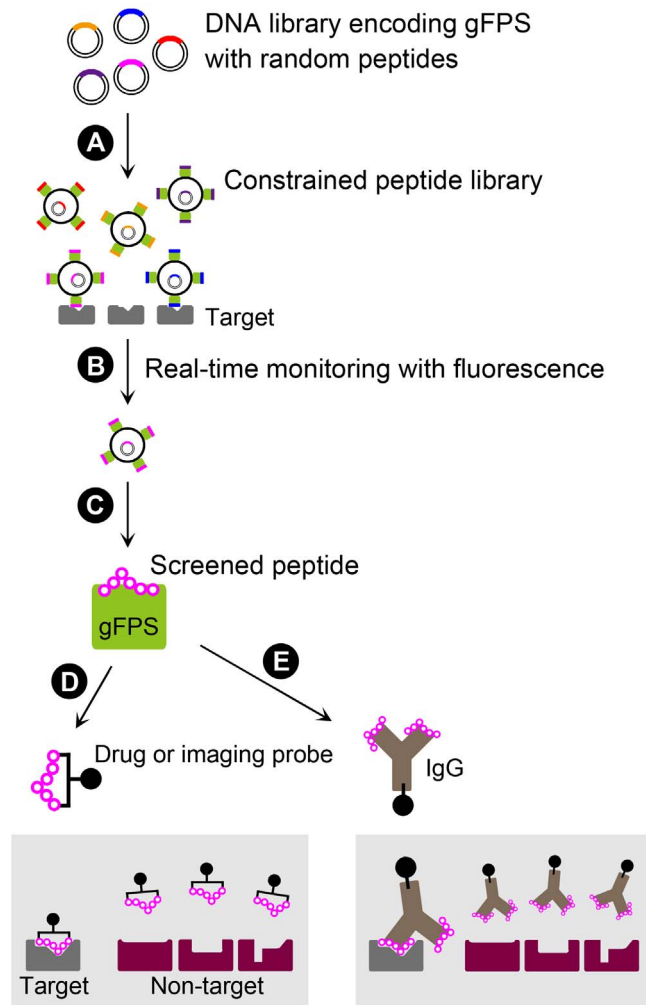 DNA library encoding gFPS
with random peptides
A
Constrained peptide library
Target
B
Real-time monitoring with fluorescence
C
Screened peptide
gFPS
D
E
Drug or imaging probe
IgG
Target
Non-target